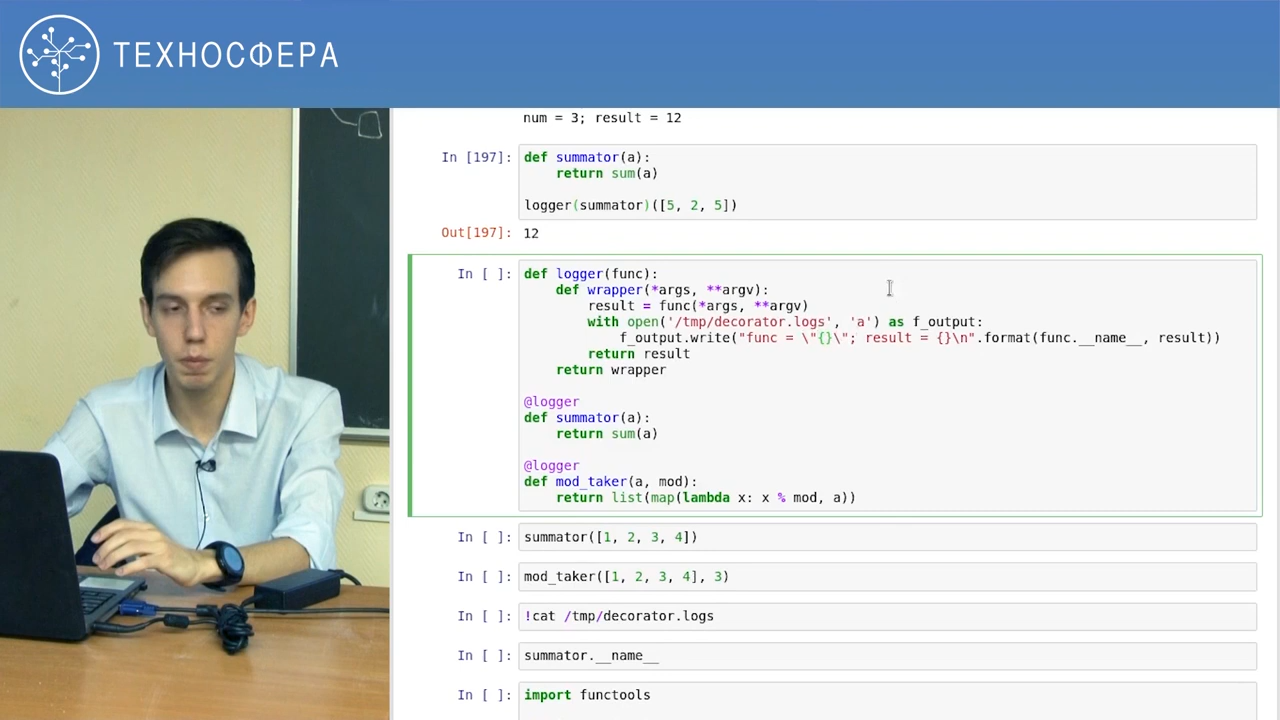 ТЕХНОСФЕРА
num = 3; result = 12
In [197]:
def summator(a):
    return sum(a)
logger(summator)([5, 2, 5])
Out[197]: 12
In [ ]:
def logger(func):
    def wrapper(*args, **argv):
        result = func(*args, **argv)
        with open('/tmp/decorator.logs', 'a') as f_output:
            f_output.write("func = \"{}\"; result = {}\n".format(func.__name__, result))
        return result
    return wrapper
@logger
def summator(a):
    return sum(a)
@logger
def mod_taker(a, mod):
    return list(map(lambda x: x % mod, a))
In [ ]: summator([1, 2, 3, 4])
In [ ]: mod_taker([1, 2, 3, 4], 3)
In [ ]: !cat /tmp/decorator.logs
In [ ]: summator.__name__
In [ ]: import functools